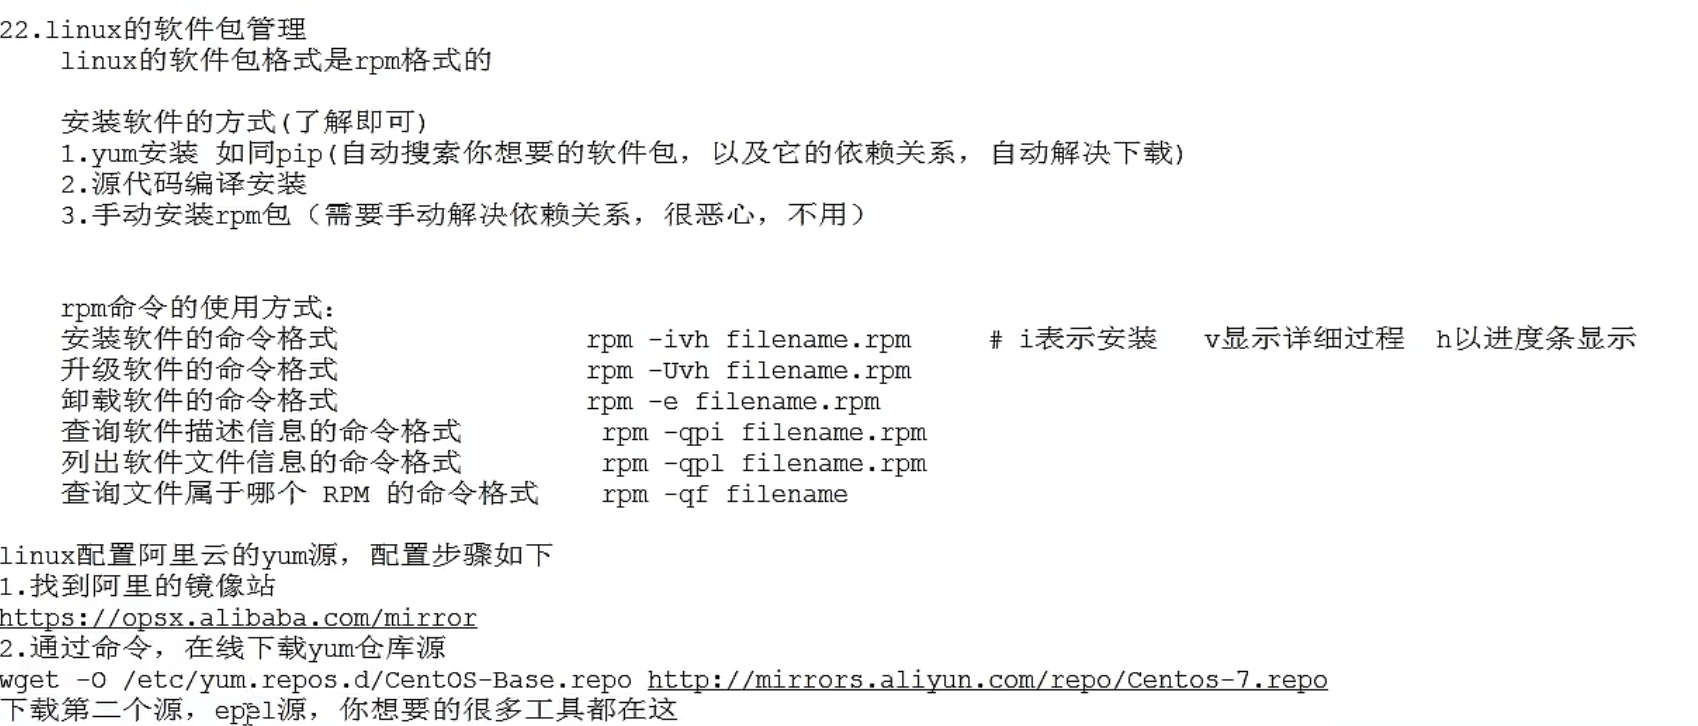 22.linux的软件包管理
linux的软件包格式是rpm格式的
安装软件的方式(了解即可)
1.yum安装 如同pip(自动搜索你想要的软件包，以及它的依赖关系，自动解决下载)
2.源代码编译安装
3.手动安装rpm包（需要手动解决依赖关系，很恶心，不用）
rpm命令的使用方式：
安装软件的命令格式 rpm -ivh filename.rpm # i表示安装 v显示详细过程 h以进度条显示
升级软件的命令格式 rpm -Uvh filename.rpm
卸载软件的命令格式 rpm -e filename.rpm
查询软件描述信息的命令格式 rpm -qpi filename.rpm
列出软件文件信息的命令格式 rpm -qpl filename.rpm
查询文件属于哪个 RPM 的命令格式 rpm -qf filename
linux配置阿里云的yum源，配置步骤如下
1.找到阿里的镜像站
https://opsx.alibaba.com/mirror
2.通过命令，在线下载yum仓库源
wget -O /etc/yum.repos.d/CentOS-Base.repo http://mirrors.aliyun.com/repo/Centos-7.repo
下载第二个源，epel源，你想要的很多工具都在这